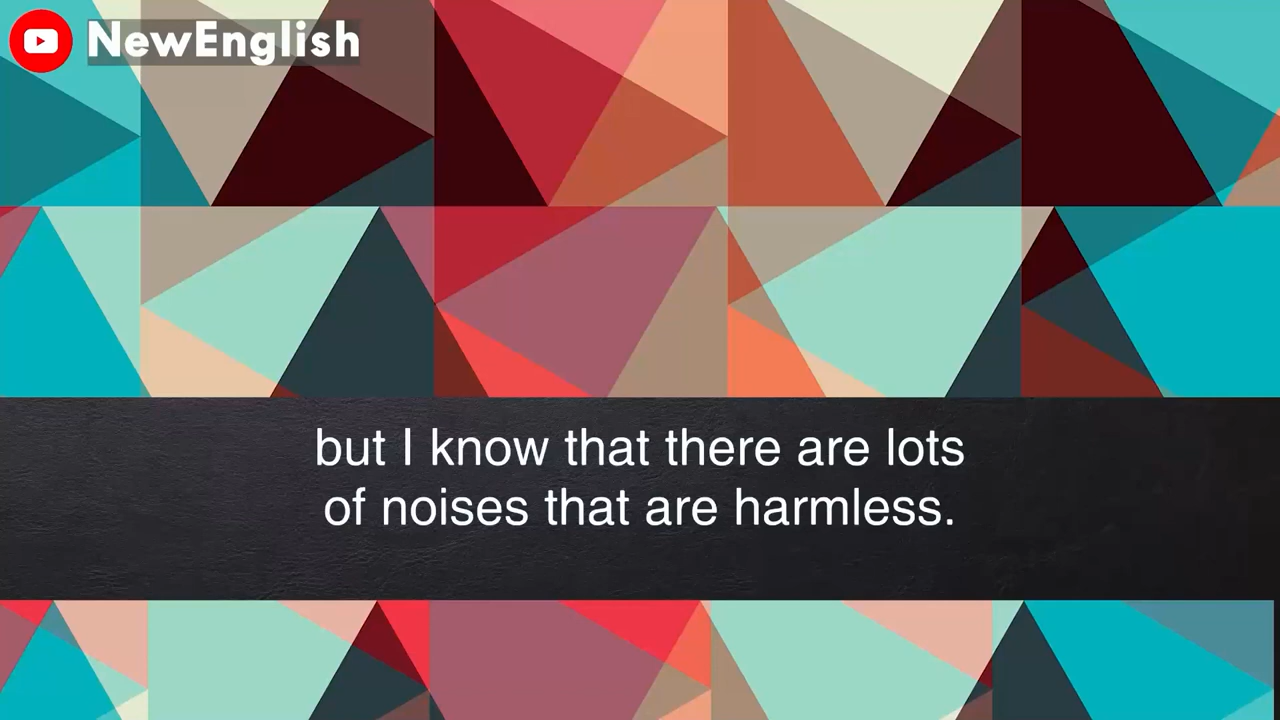 NewEnglish
but I know that there are lots
of noises that are harmless.